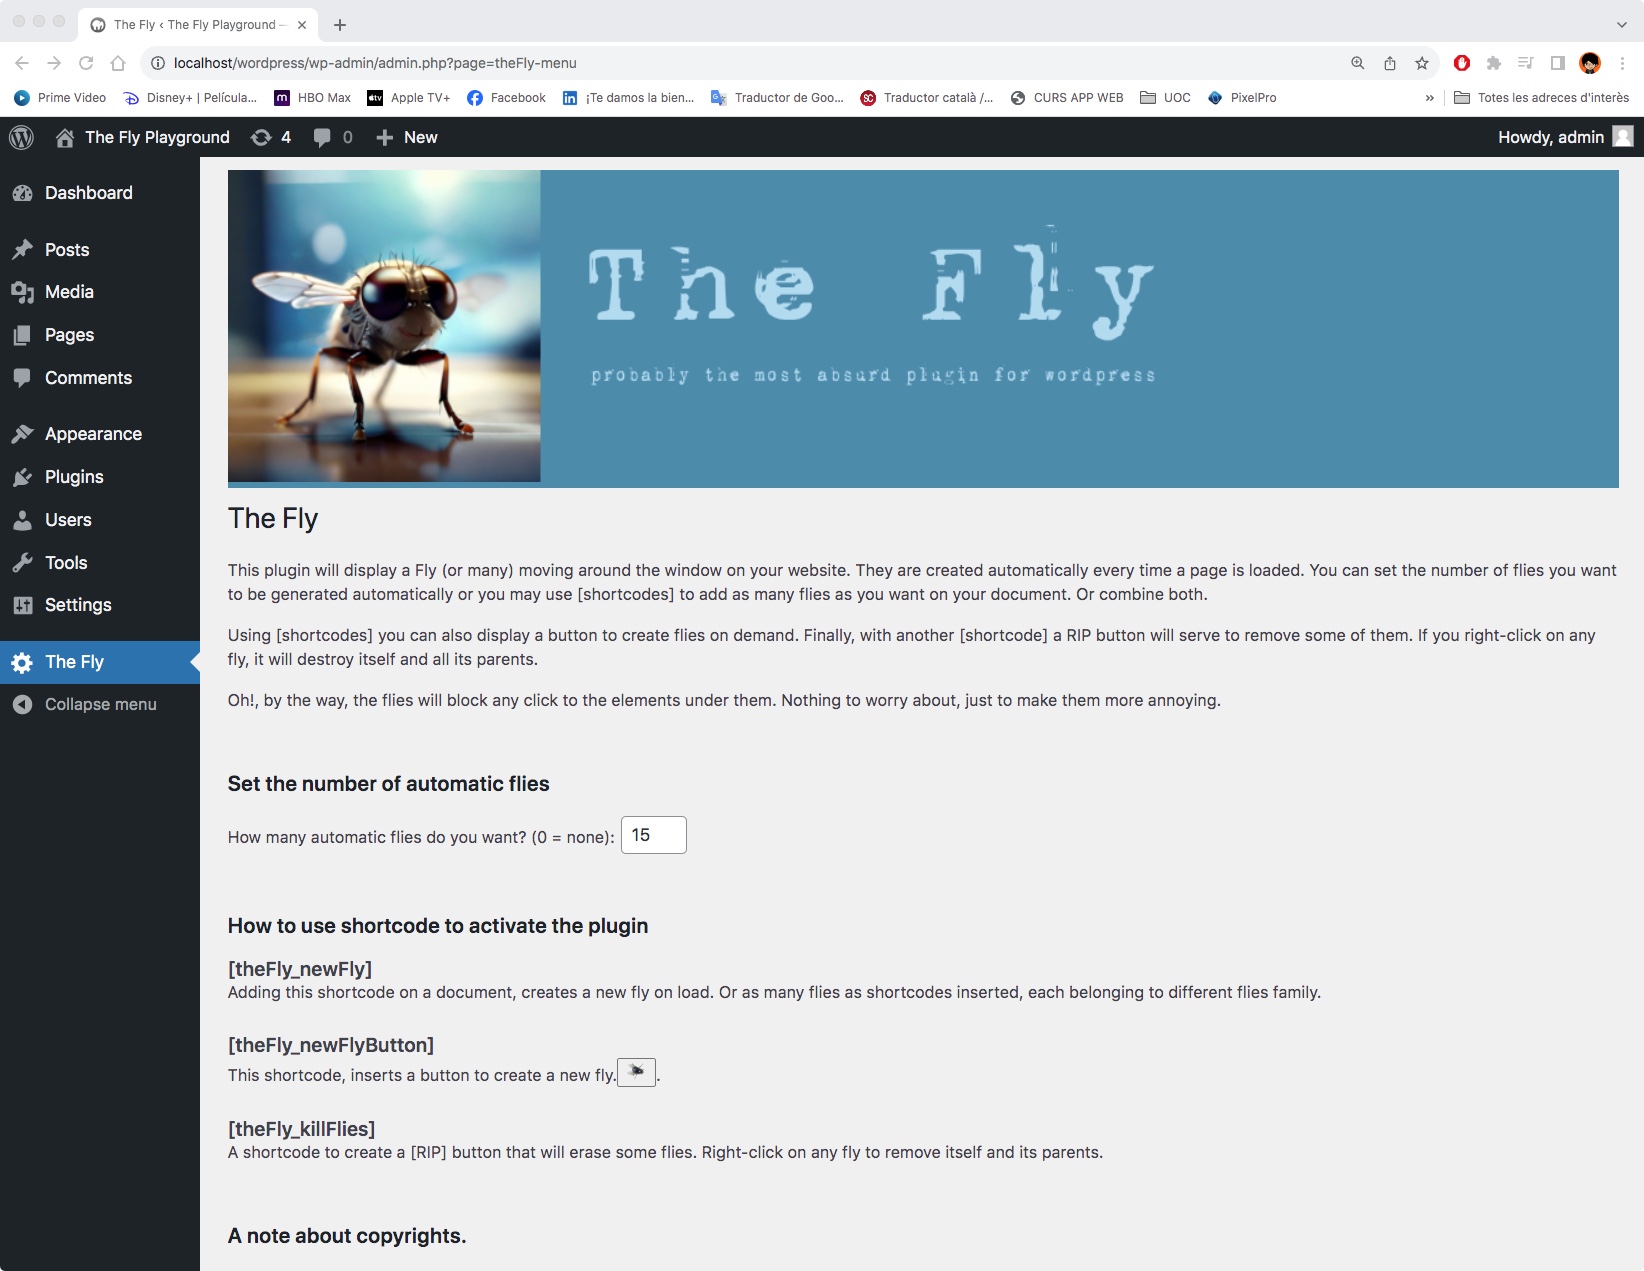 The Fly ‹ The Fly Playground —
localhost/wordpress/wp-admin/admin.php?page=theFly-menu
Prime Video Disney+ | Película... HBO Max Apple TV+ Facebook ¡Te damos la bien... Traductor de Goo... Traductor català /... CURS APP WEB UOC PixelPro » Totes les adreces d'interès
The Fly Playground 4 0 New Howdy, admin
Dashboard
Posts
Media
Pages
Comments
Appearance
Plugins
Users
Tools
Settings
The Fly
Collapse menu
The Fly
probably the most absurd plugin for wordpress
The Fly
This plugin will display a Fly (or many) moving around the window on your website. They are created automatically every time a page is loaded. You can set the number of flies you want
to be generated automatically or you may use [shortcodes] to add as many flies as you want on your document. Or combine both.
Using [shortcodes] you can also display a button to create flies on demand. Finally, with another [shortcode] a RIP button will serve to remove some of them. If you right-click on any
fly, it will destroy itself and all its parents.
Oh!, by the way, the flies will block any click to the elements under them. Nothing to worry about, just to make them more annoying.
Set the number of automatic flies
How many automatic flies do you want? (0 = none): 15
How to use shortcode to activate the plugin
[theFly_newFly]
Adding this shortcode on a document, creates a new fly on load. Or as many flies as shortcodes inserted, each belonging to different flies family.
[theFly_newFlyButton]
This shortcode, inserts a button to create a new fly. .
[theFly_killFlies]
A shortcode to create a [RIP] button that will erase some flies. Right-click on any fly to remove itself and its parents.
A note about copyrights.